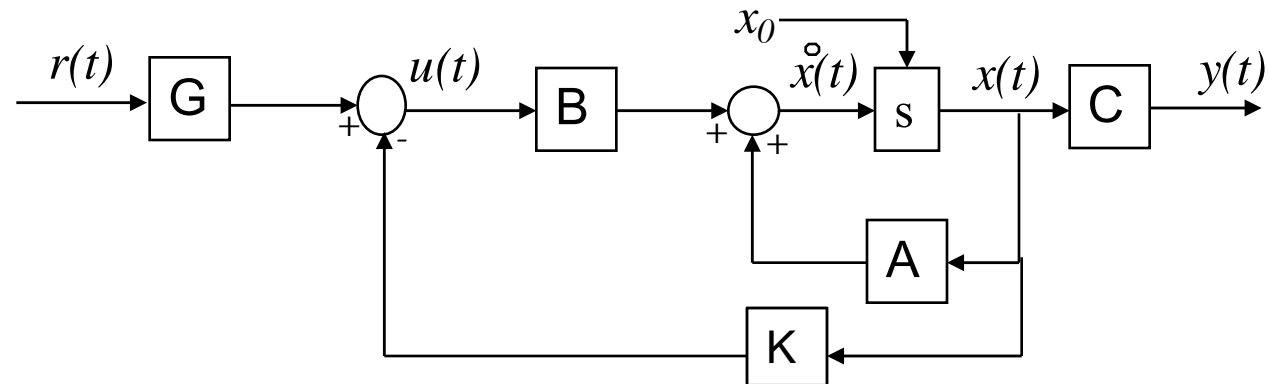 x0
r(t)
G
+
-
u(t)
B
+
+
x̊(t)
s
x(t)
C
y(t)
A
K